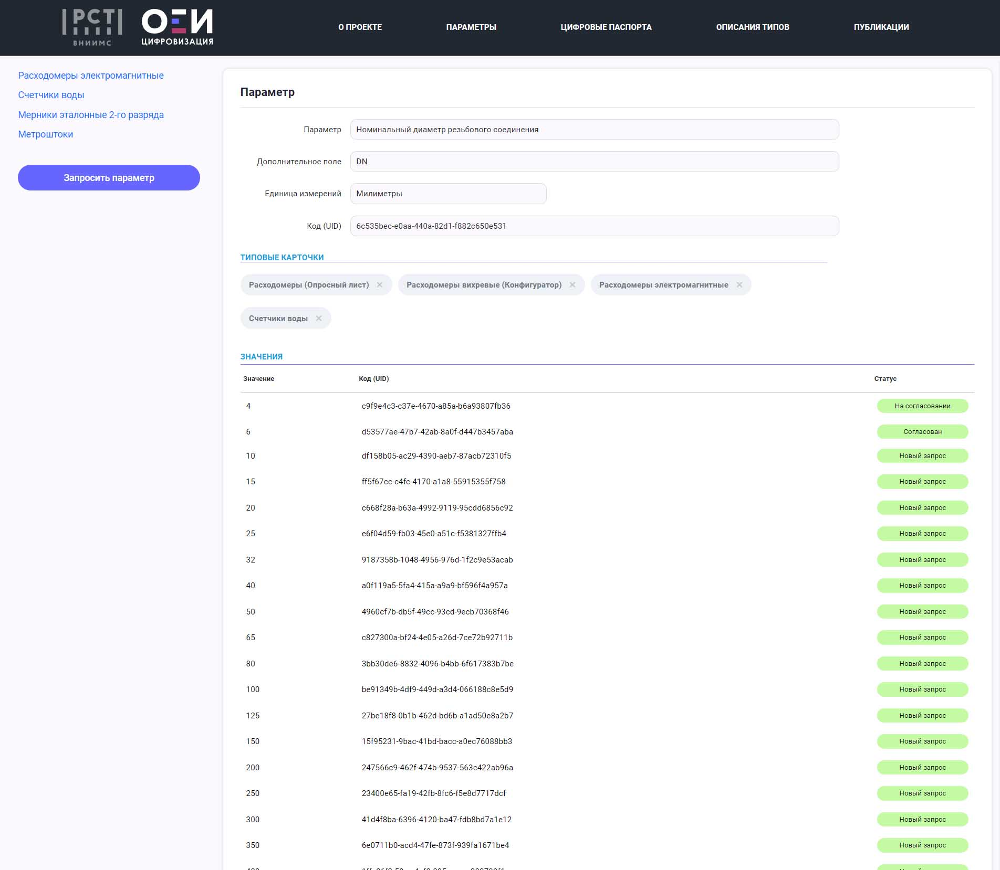 РСТ
ВНИИМС
ОЕИ
ЦИФРОВИЗАЦИЯ
О ПРОЕКТЕ ПАРАМЕТРЫ ЦИФРОВЫЕ ПАСПОРТА ОПИСАНИЯ ТИПОВ ПУБЛИКАЦИИ
Расходомеры электромагнитные
Счетчики воды
Мерники эталонные 2-го разряда
Метроштоки
Запросить параметр
Параметр
Параметр Номинальный диаметр резьбового соединения
Дополнительное поле DN
Единица измерений Милиметры
Код (UID) 6c535bec-e0aa-440a-82d1-f882c650e531
ТИПОВЫЕ КАРТОЧКИ
Расходомеры (Опросный лист) Расходомеры вихревые (Конфигуратор) Расходомеры электромагнитные
Счетчики воды
ЗНАЧЕНИЯ
Значение Код (UID) Статус
4 c9f9e4c3-c37e-4670-a85a-b6a93807fb36 На согласовании
6 d53577ae-47b7-42ab-8a0f-d447b3457aba Согласован
10 df158b05-ac29-4390-aeb7-87acb72310f5 Новый запрос
15 ff5f67cc-c4fc-4170-a1a8-55915355f758 Новый запрос
20 c668f28a-b63a-4992-9119-95cdd6856c92 Новый запрос
25 e6f04d59-fb03-45e0-a51c-f5381327ffb4 Новый запрос
32 9187358b-1048-4956-976d-1f2c9e53acab Новый запрос
40 a0f119a5-5fa4-415a-a9a9-bf596f4a957a Новый запрос
50 4960cf7b-db5f-49cc-93cd-9ecb70368f46 Новый запрос
65 c827300a-bf24-4e05-a26d-7ce72b92711b Новый запрос
80 3bb30de6-8832-4096-b4bb-6f617383b7be Новый запрос
100 be91349b-4df9-449d-a3d4-066188c8e5d9 Новый запрос
125 27be18f8-0b1b-462d-bd6b-a1ad50e8a2b7 Новый запрос
150 15f95231-9bac-41bd-bacc-a0ec76088bb3 Новый запрос
200 247566c9-462f-474b-9537-563c422ab96a Новый запрос
250 23400e65-fa19-42fb-8fc6-f5e8d7717dcf Новый запрос
300 41d4f8ba-6396-4120-ba47-fdb8bd7a1e12 Новый запрос
350 6e0711b0-acd4-47fe-873f-939fa1671be4 Новый запрос